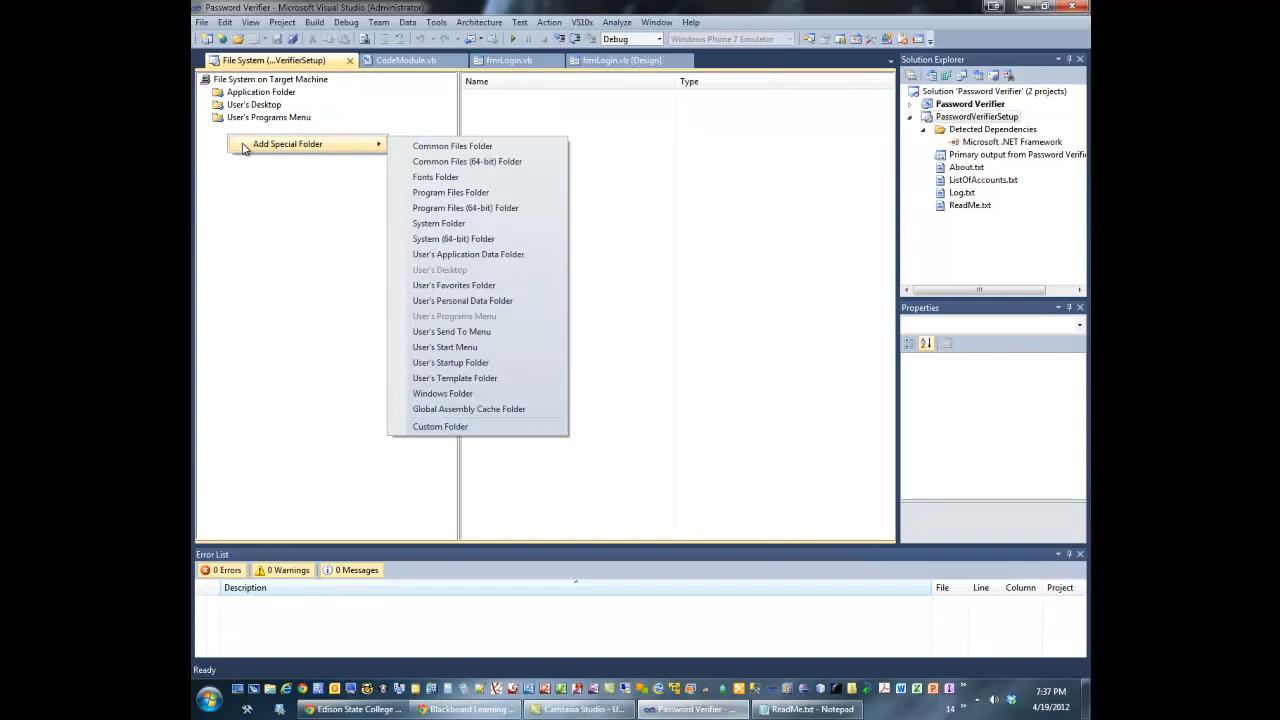 Password Verifier - Microsoft Visual Studio (Administrator)
File Edit View Project Build Debug Team Data Tools Architecture Test Action VS10x Analyze Window Help
Debug
Windows Phone 7 Emulator
File System (...VerifierSetup) CodeModule.vb frmLogin.vb frmLogin.vb [Design]
File System on Target Machine
Application Folder
User's Desktop
User's Programs Menu
Name Type
Add Special Folder
Common Files Folder
Common Files (64-bit) Folder
Fonts Folder
Program Files Folder
Program Files (64-bit) Folder
System Folder
System (64-bit) Folder
User's Application Data Folder
User's Desktop
User's Favorites Folder
User's Personal Data Folder
User's Programs Menu
User's Send To Menu
User's Start Menu
User's Startup Folder
User's Template Folder
Windows Folder
Global Assembly Cache Folder
Custom Folder
Solution Explorer
Solution 'Password Verifier' (2 projects)
Password Verifier
PasswordVerifierSetup
Detected Dependencies
Microsoft .NET Framework
Primary output from Password Verifie
About.txt
ListOfAccounts.txt
Log.txt
ReadMe.txt
Properties
Error List
0 Errors 0 Warnings 0 Messages
Description File Line Column Project
Ready
Edison State College ... Blackboard Learning ... Camtasia Studio - U... Password Verifier - ... ReadMe.txt - Notepad
14
7:37 PM
4/19/2012